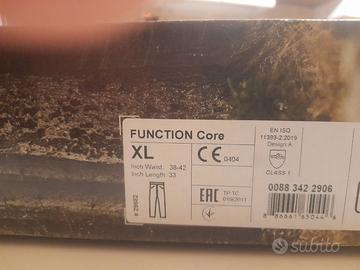 FUNCTION Core
XL
Inch Waist: 38-42
Inch Length: 33
CE 0404
EN ISO
11393-2:2019
Design A
CLASS 1
EAC
TP TC
019/2011
0088 342 2906
subito